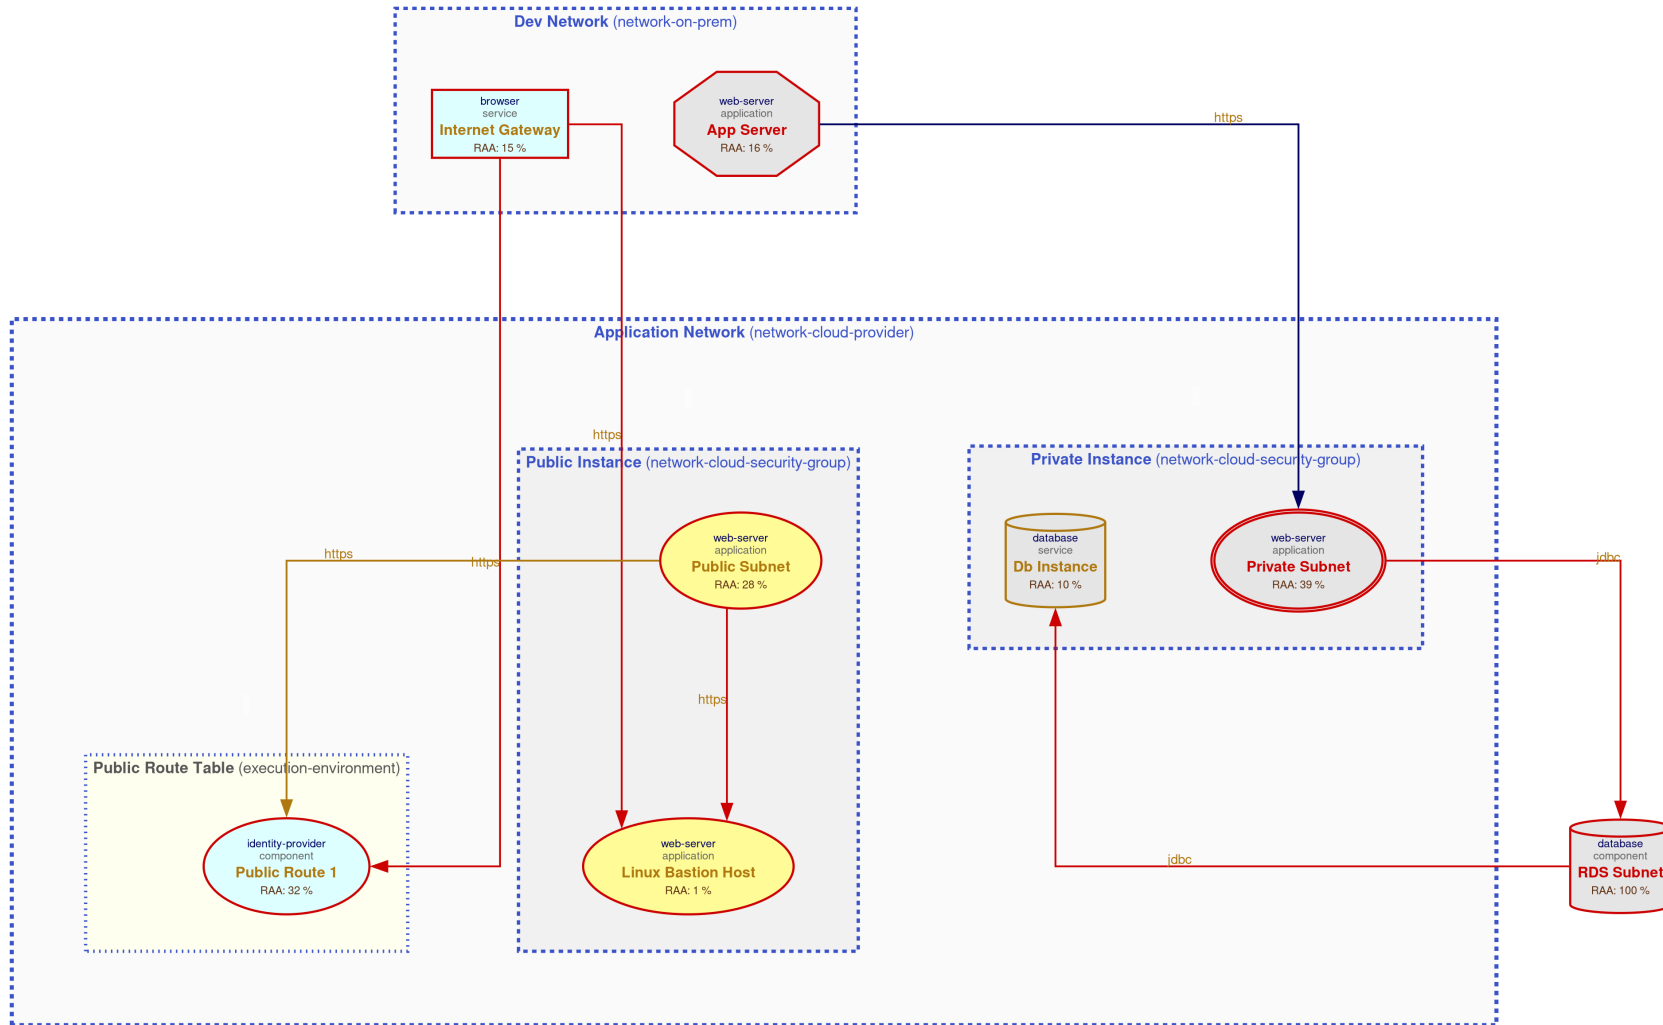 Dev Network (network-on-prem)
browser
service
Internet Gateway
RAA: 15 %
web-server
application
App Server
RAA: 16 %
https
Application Network (network-cloud-provider)
https
Public Instance (network-cloud-security-group)
Private Instance (network-cloud-security-group)
web-server
application
Public Subnet
RAA: 28 %
https
https
database
service
Db Instance
RAA: 10 %
web-server
application
Private Subnet
RAA: 39 %
jdbc
https
Public Route Table (execution-environment)
identity-provider
component
Public Route 1
RAA: 32 %
web-server
application
Linux Bastion Host
RAA: 1 %
jdbc
database
component
RDS Subnet
RAA: 100 %